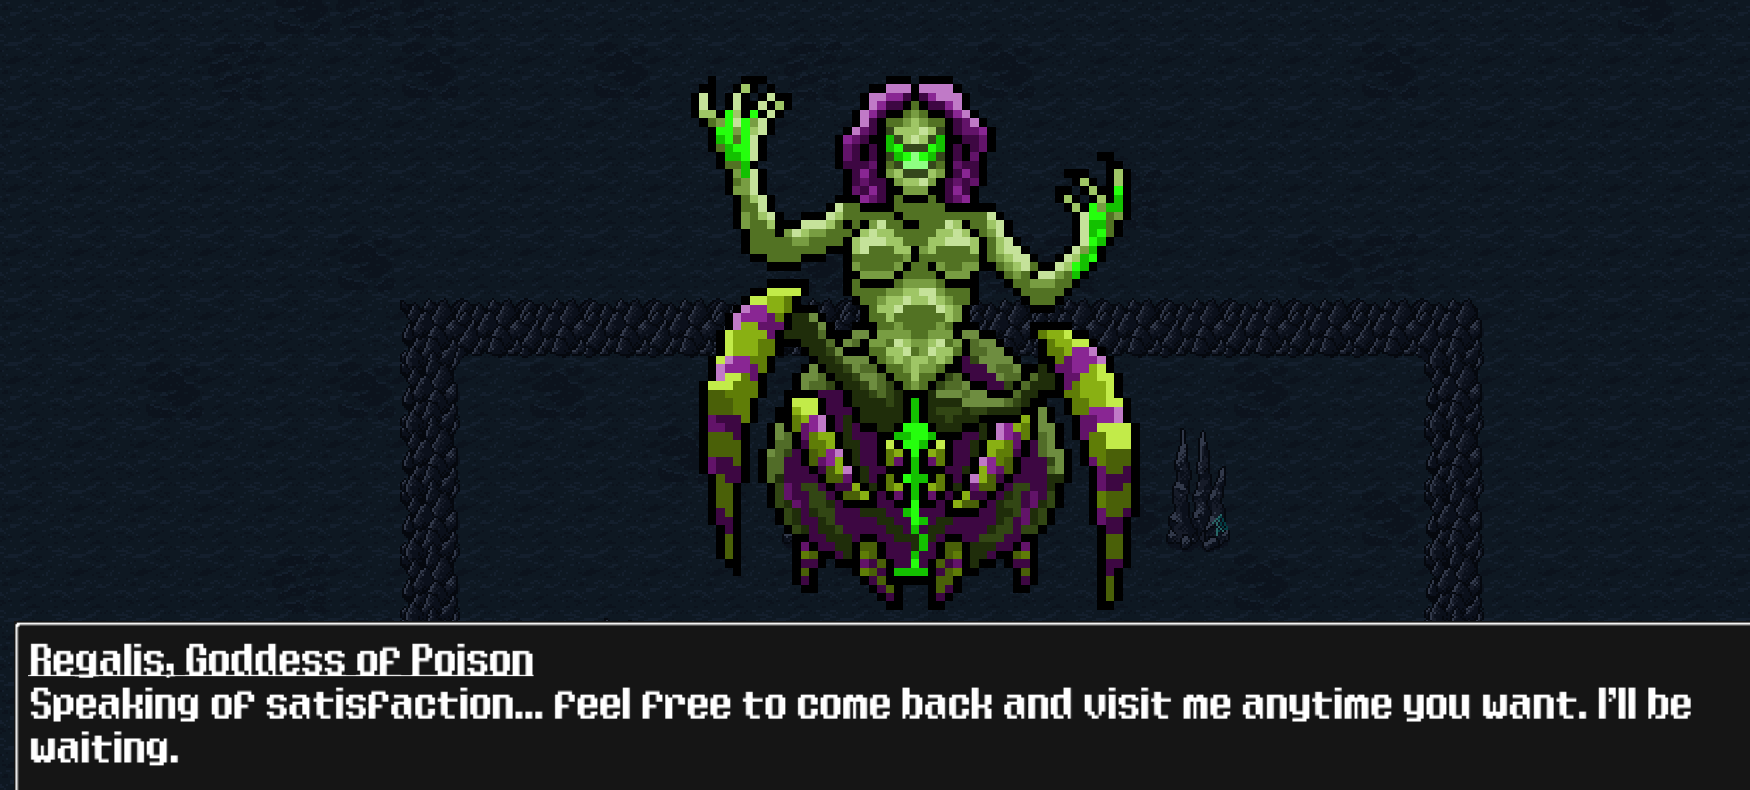 Regalis, Goddess of Poison
Speaking of satisfaction... feel free to come back and visit me anytime you want. I'll be
waiting.